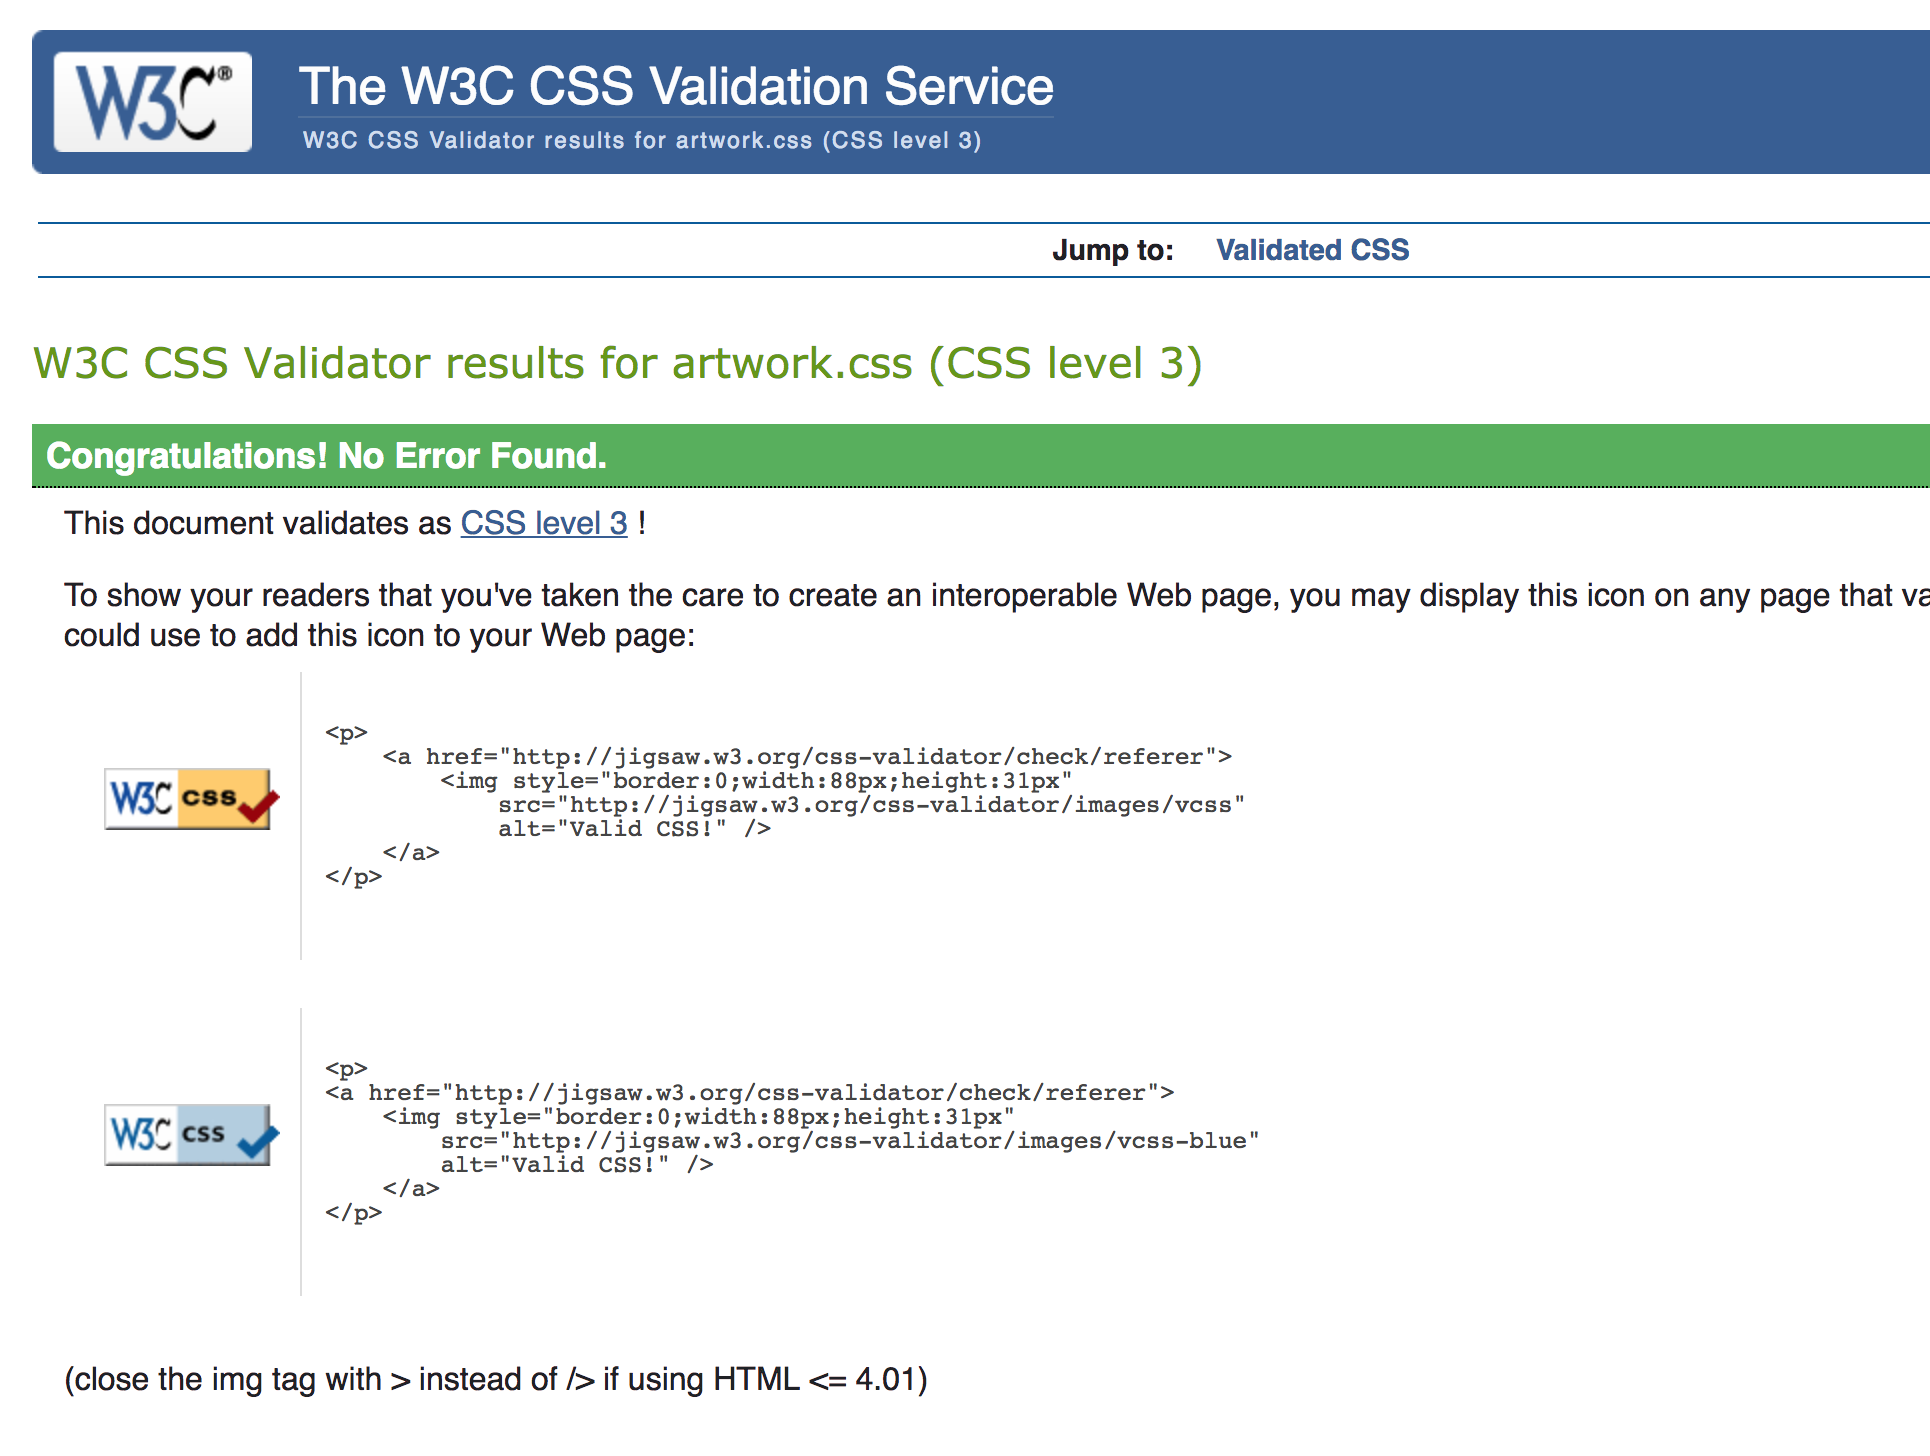 W3C®
The W3C CSS Validation Service
W3C CSS Validator results for artwork.css (CSS level 3)
Jump to: Validated CSS
W3C CSS Validator results for artwork.css (CSS level 3)
Congratulations! No Error Found.
This document validates as CSS level 3 !
To show your readers that you've taken the care to create an interoperable Web page, you may display this icon on any page that
could use to add this icon to your Web page:
W3C css
<p>
    <a href="http://jigsaw.w3.org/css-validator/check/referer">
        <img style="border:0;width:88px;height:31px"
            src="http://jigsaw.w3.org/css-validator/images/vcss"
            alt="Valid CSS!" />
    </a>
</p>
W3C css
<p>
<a href="http://jigsaw.w3.org/css-validator/check/referer">
    <img style="border:0;width:88px;height:31px"
        src="http://jigsaw.w3.org/css-validator/images/vcss-blue"
        alt="Valid CSS!" />
    </a>
</p>
(close the img tag with > instead of /> if using HTML <= 4.01)